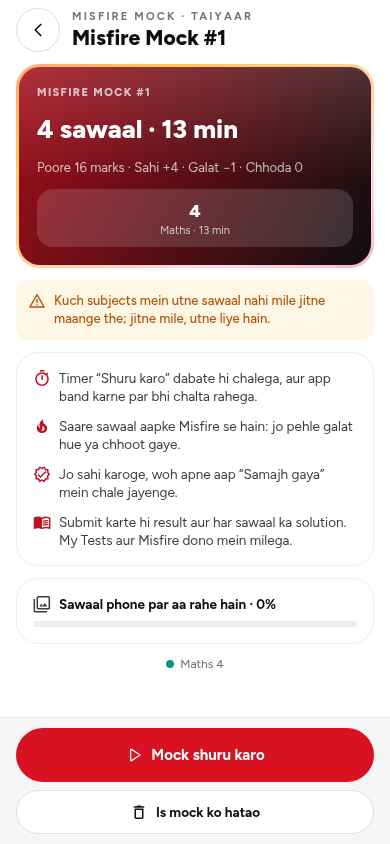 MISFIRE MOCK · TAIYAAR
Misfire Mock #1
MISFIRE MOCK #1
4 sawaal · 13 min
Poore 16 marks · Sahi +4 · Galat −1 · Chhoda 0
4
Maths · 13 min
Kuch subjects mein utne sawaal nahi mile jitne
maange the; jitne mile, utne liye hain.
Timer “Shuru karo” dabate hi chalega, aur app
band karne par bhi chalta rahega.
Saare sawaal aapke Misfire se hain: jo pehle galat
hue ya chhoot gaye.
Jo sahi karoge, woh apne aap “Samajh gaya”
mein chale jayenge.
Submit karte hi result aur har sawaal ka solution.
My Tests aur Misfire dono mein milega.
Sawaal phone par aa rahe hain · 0%
Maths 4
Mock shuru karo
Is mock ko hatao